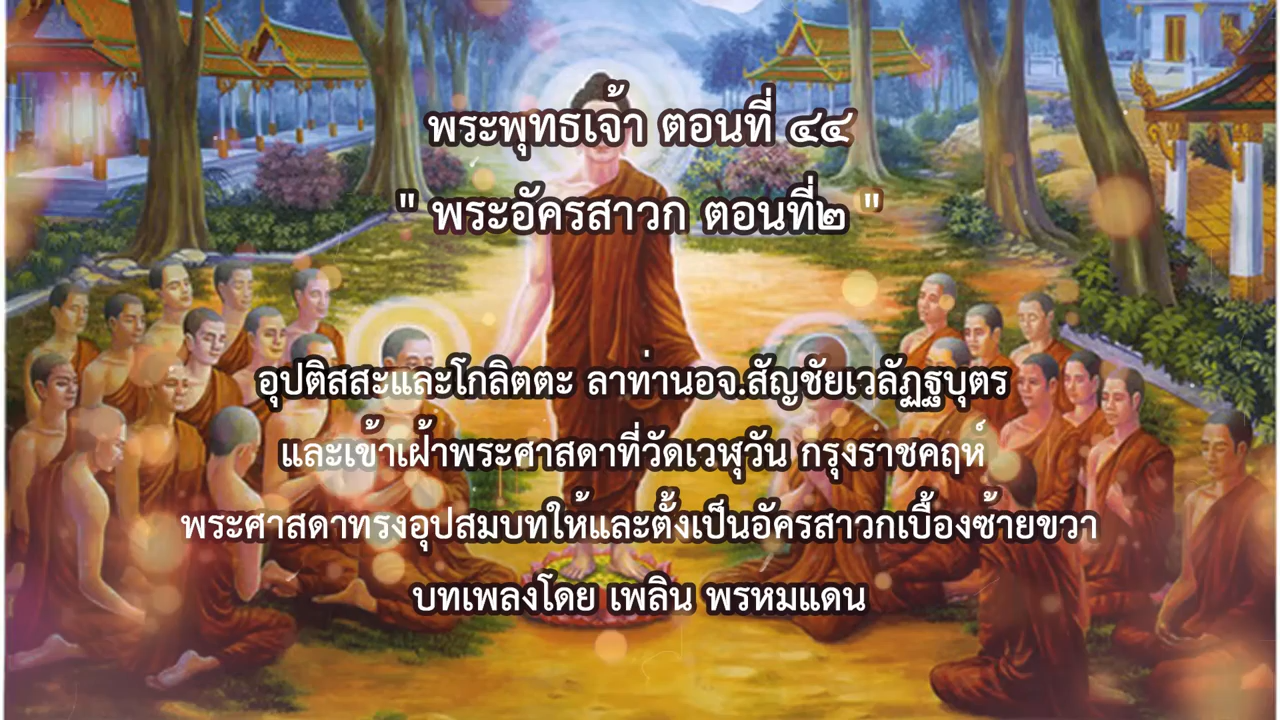 พระพุทธเจ้า ตอนที่ ๔๔
" พระอัครสาวก ตอนที่๒ "
อุปติสสะและโกลิตตะ ลาท่านอจ.สัญชัยเวลัฏฐบุตร
และเข้าเฝ้าพระศาสดาที่วัดเวฬุวัน กรุงราชคฤห์
พระศาสดาทรงอุปสมบทให้และตั้งเป็นอัครสาวกเบื้องซ้ายขวา
บทเพลงโดย เพลิน พรหมแดน